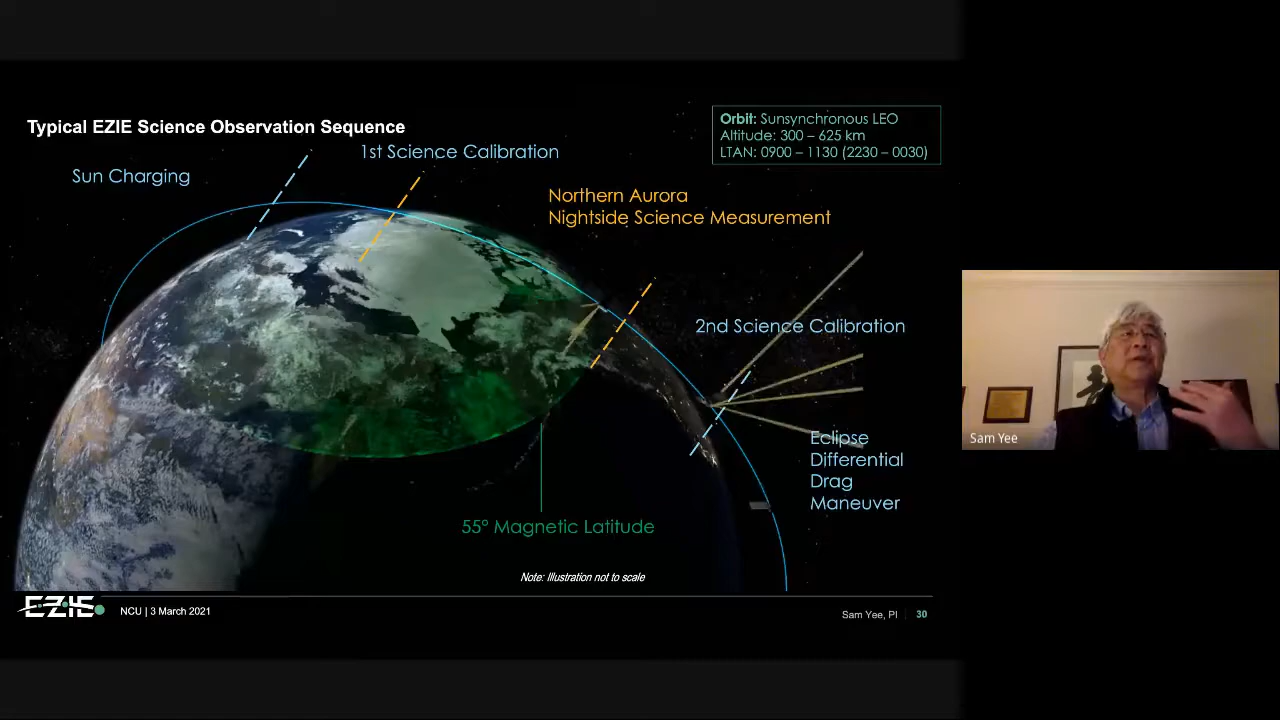 Typical EZIE Science Observation Sequence
Orbit: Sunsynchronous LEO
Altitude: 300 – 625 km
LTAN: 0900 – 1130 (2230 – 0030)
1st Science Calibration
Sun Charging
Northern Aurora
Nightside Science Measurement
2nd Science Calibration
Eclipse
Differential
Drag
Maneuver
55° Magnetic Latitude
Note: Illustration not to scale
EZIE
NCU | 3 March 2021
Sam Yee, PI
30
Sam Yee